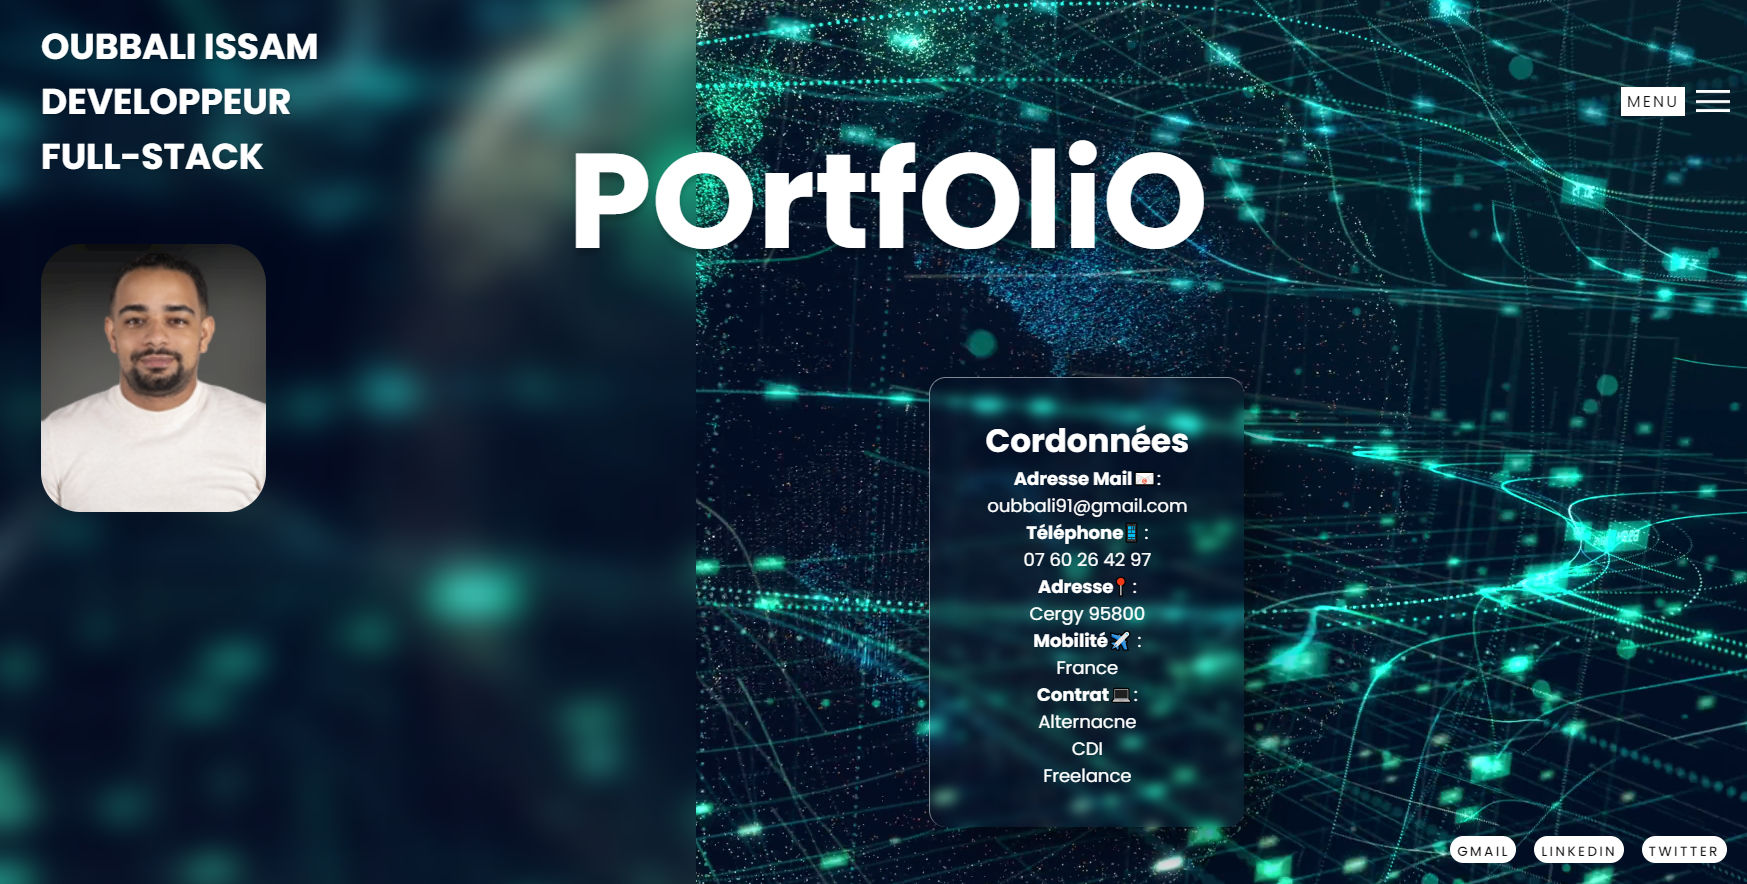 OUBBALI ISSAM
DEVELOPPEUR
FULL-STACK
MENU
POrtfOliO
Cordonnées
Adresse Mail📧:
oubbali91@gmail.com
Téléphone📱 :
07 60 26 42 97
Adresse📍 :
Cergy 95800
Mobilité✈️ :
France
Contrat💻:
Alternacne
CDI
Freelance
GMAIL
LINKEDIN
TWITTER